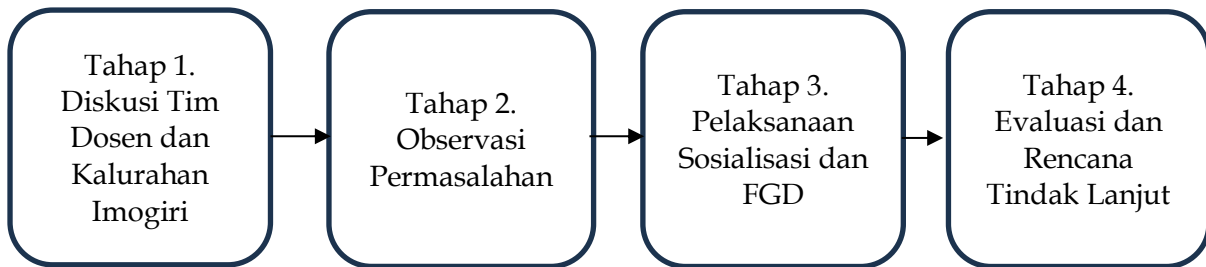 Tahap 1.
Diskusi Tim
Dosen dan
Kalurahan
Imogiri
Tahap 2.
Observasi
Permasalahan
Tahap 3.
Pelaksanaan
Sosialisasi dan
FGD
Tahap 4.
Evaluasi dan
Rencana
Tindak Lanjut